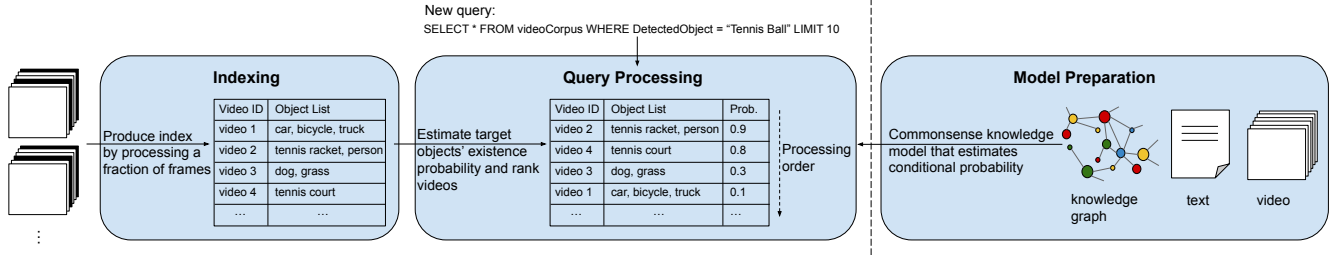 New query:
SELECT * FROM videoCorpus WHERE DetectedObject = “Tennis Ball” LIMIT 10
Indexing
Produce index
by processing a
fraction of frames
Video ID Object List
video 1 car, bicycle, truck
video 2 tennis racket, person
video 3 dog, grass
video 4 tennis court
... ...
⋮
Query Processing
Estimate target
objects’ existence
probability and rank
videos
Video ID Object List Prob.
video 2 tennis racket, person 0.9
video 4 tennis court 0.8
video 3 dog, grass 0.3
video 1 car, bicycle, truck 0.1
... ...
Processing
order
Model Preparation
Commonsense knowledge
model that estimates
conditional probability
knowledge
graph
text
video